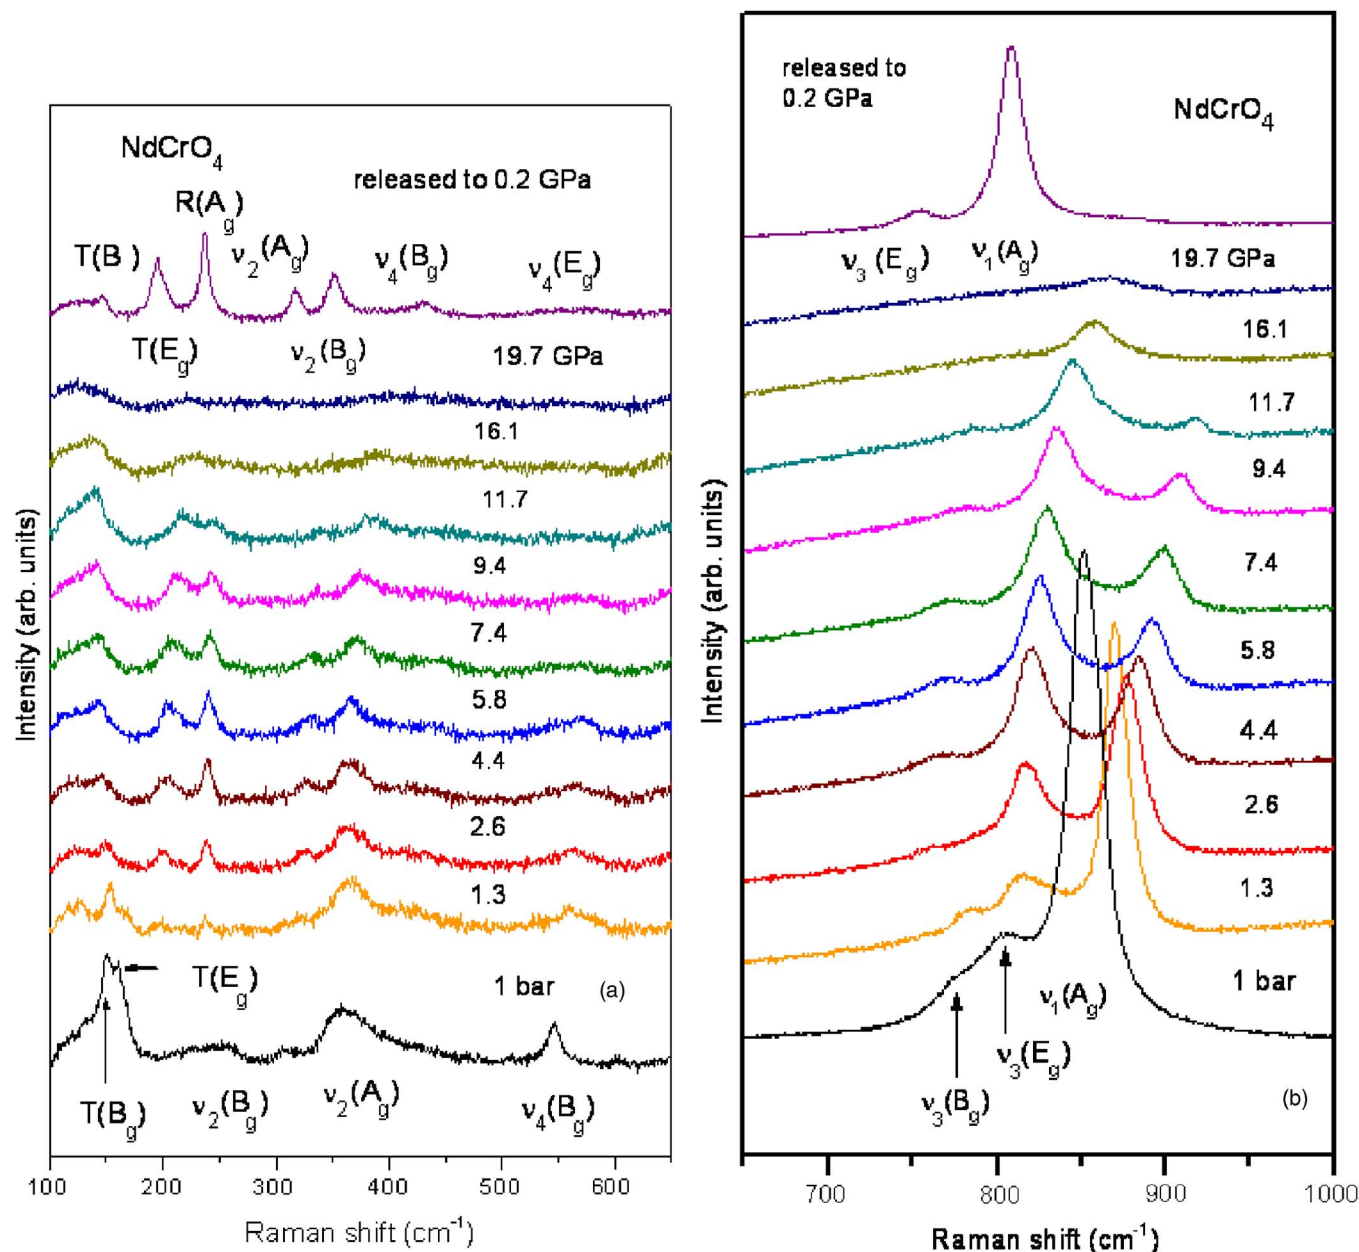 NdCrO4
released to 0.2 GPa
R(Ag)
T(B )
ν2(Ag)
ν4(Bg)
ν4(Eg)
T(Eg)
ν2(Bg)
19.7 GPa
16.1
11.7
9.4
7.4
5.8
4.4
2.6
1.3
T(Eg)
1 bar
(a)
T(Bg)
ν2(Bg)
ν2(Ag)
ν4(Bg)
Intensity (arb. units)
100 200 300 400 500 600
Raman shift (cm-1)
released to
0.2 GPa
NdCrO4
ν3 (Eg)
ν1(Ag)
19.7 GPa
16.1
11.7
9.4
7.4
5.8
4.4
2.6
1.3
1 bar
ν1(Ag)
ν3(Eg)
ν3(Bg)
(b)
Intensity (arb. units)
700 800 900 1000
Raman shift (cm-1)